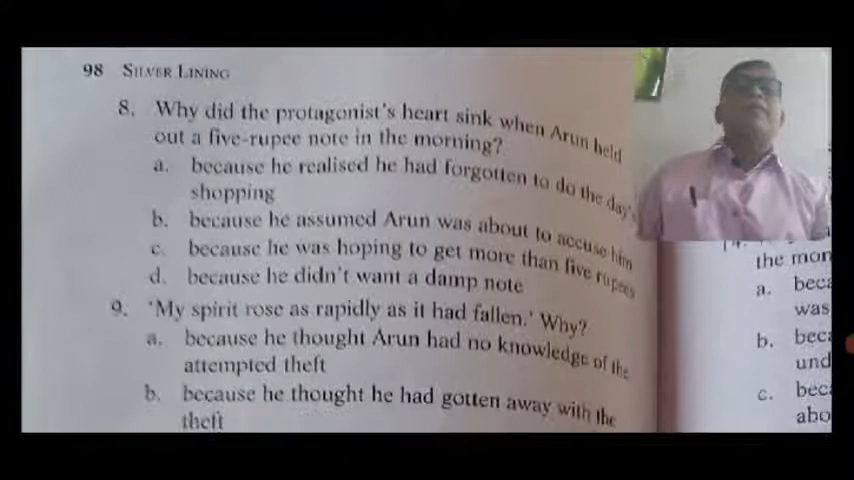 98 SILVER LINING
8. Why did the protagonist's heart sink when Arun held
out a five-rupee note in the morning?
a. because he realised he had forgotten to do the day's
shopping
b. because he assumed Arun was about to accuse him
c. because he was hoping to get more than five rupees
d. because he didn't want a damp note
9. 'My spirit rose as rapidly as it had fallen.' Why?
a. because he thought Arun had no knowledge of the
attempted theft
b. because he thought he had gotten away with the
theft
the mon
a. beca
was
b. beca
und
c. beca
abo